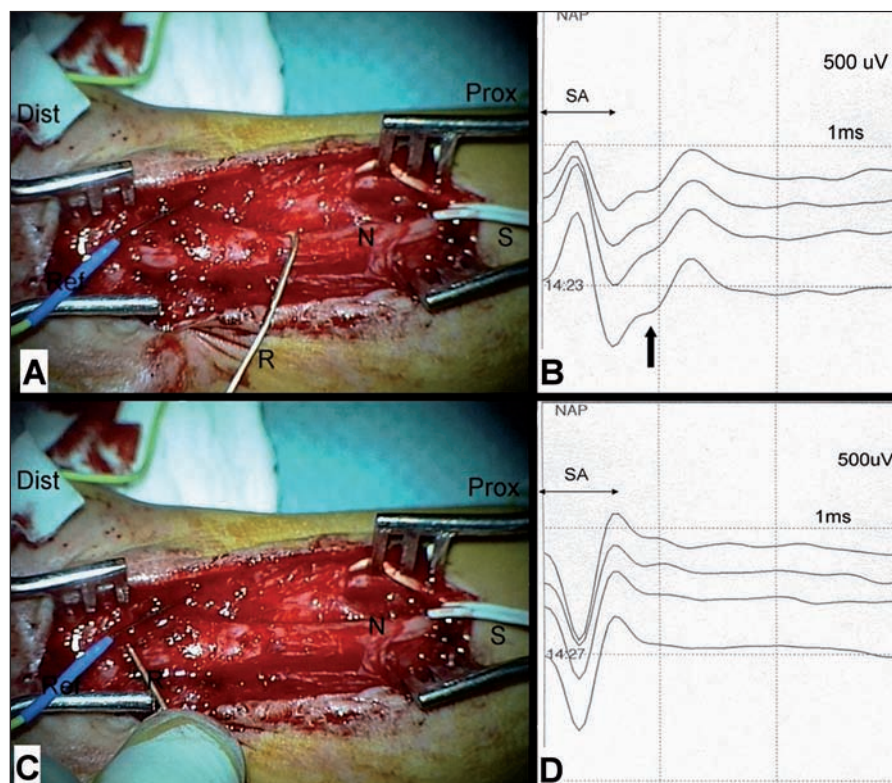 Dist
Prox
N
S
Ref
R
A
NAP
500 uV
SA
1ms
14:23
B
Dist
Prox
N
S
Ref
R
C
NAP
500uV
SA
1ms
14:27
D